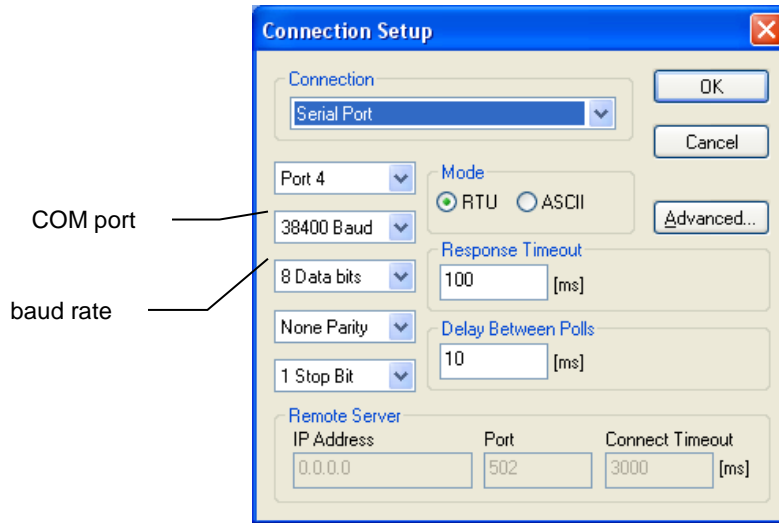 Connection Setup
Connection
Serial Port
OK
Cancel
Port 4
Mode
RTU
ASCII
COM port
38400 Baud
Advanced...
Response Timeout
8 Data bits
100
[ms]
baud rate
None Parity
Delay Between Polls
10
[ms]
1 Stop Bit
Remote Server
IP Address
Port
Connect Timeout
0.0.0.0
502
3000
[ms]